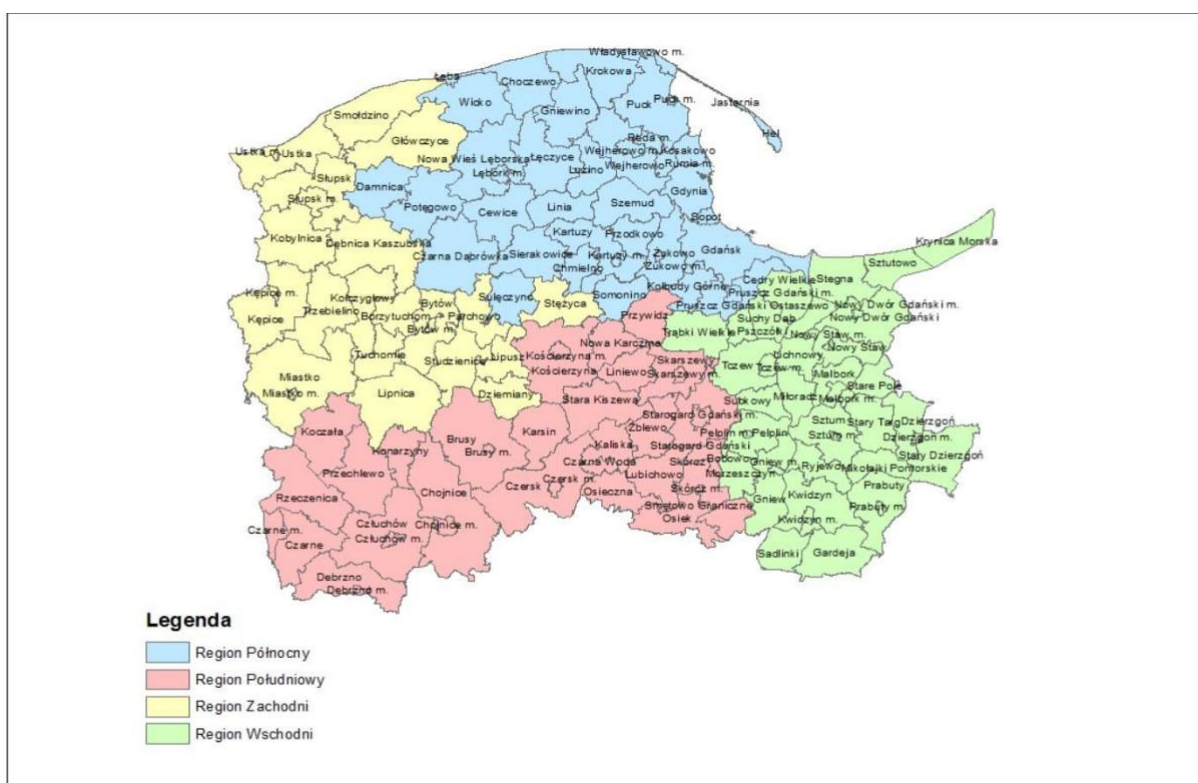 Władysławowo m.
Łeba
Choczewo
Krokowa
Wicko
Gniewino
Puck
Puck m.
Jastarnia
Hel
Smołdzino
Główczyce
Reda m.
Ustka m.
Ustka
Nowa Wieś Lęborska
Łęczyce
Wejherowo m.
Kosakowo
Słupsk
Lębork m.
Luzino
Wejherowo
Rumia m.
Damnica
Słupsk m.
Potęgowo
Cewice
Linia
Szemud
Gdynia
Sopot
Kobylnica
Dębnica Kaszubska
Kartuzy
Przodkowo
Krynica Morska
Czarna Dąbrówka
Sierakowice
Kartuzy m.
Żukowo
Gdańsk
Sztutowo
Chmielno
Żukowo m.
Cedry Wielkie
Stegna
Kępice m.
Kołczygłowy
Bytów
Sulęczyno
Stężyca
Somonino
Kolbudy Górne
Pruszcz Gdański m.
Kępice
Trzebielino
Borzytuchom
Parchowo
Przywidz
Pruszcz Gdański
Ostaszewo
Nowy Dwór Gdański m.
Bytów m.
Suchy Dąb
Nowy Dwór Gdański
Trąbki Wielkie
Pszczółki
Nowy Staw m.
Tuchomie
Studzienice
Lipusz
Kościerzyna m.
Nowa Karczma
Skarszewy
Lichnowy
Nowy Staw
Kościerzyna
Liniewo
Skarszewy m.
Tczew
Tczew m.
Malbork
Miastko
Miastko m.
Lipnica
Dziemiany
Stara Kiszewa
Subkowy
Miłoradz
Malbork m.
Stare Pole
Koczała
Konarzyny
Brusy
Brusy m.
Karsin
Zblewo
Starogard Gdański m.
Pelplin m.
Pelplin
Sztum
Sztum m.
Stary Targ
Dzierzgoń
Dzierzgoń m.
Kaliska
Starogard Gdański
Stary Dzierzgoń
Przechlewo
Czarna Woda
Skórcz
Bobowo
Gniew m.
Ryjewo
Mikołajki Pomorskie
Rzeczenica
Chojnice
Czersk
Czersk m.
Lubichowo
Morzeszczyn
Osieczna
Skórcz m.
Gniew
Kwidzyn
Prabuty
Prabuty m.
Człuchów
Chojnice m.
Smętowo Graniczne
Osiek
Kwidzyn m.
Czarne m.
Czarne
Człuchów m.
Sadlinki
Gardeja
Debrzno
Debrzno m.
Legenda
Region Północny
Region Południowy
Region Zachodni
Region Wschodni